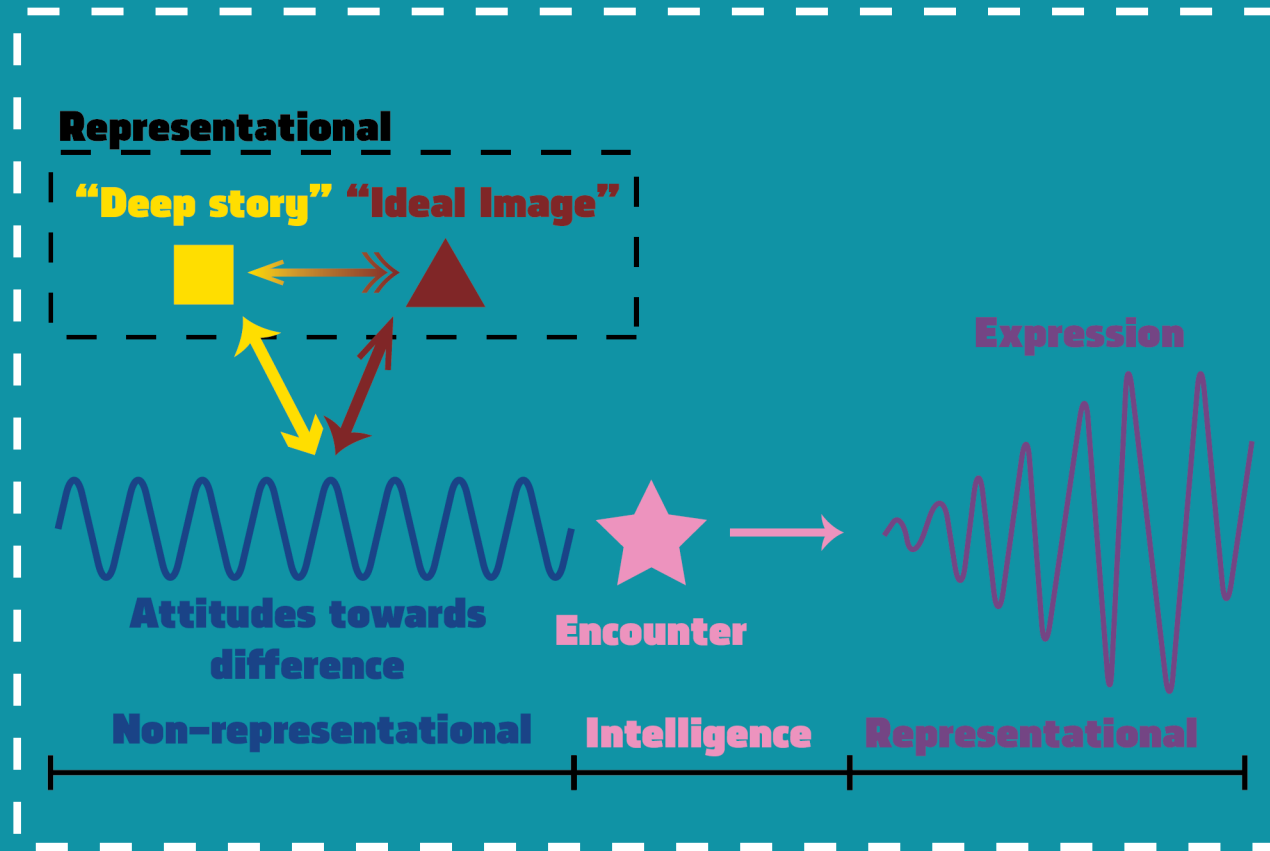 Representational
“Deep story” “Ideal Image”
Expression
Attitudes towards
difference
Encounter
Non-representational
Intelligence
Representational